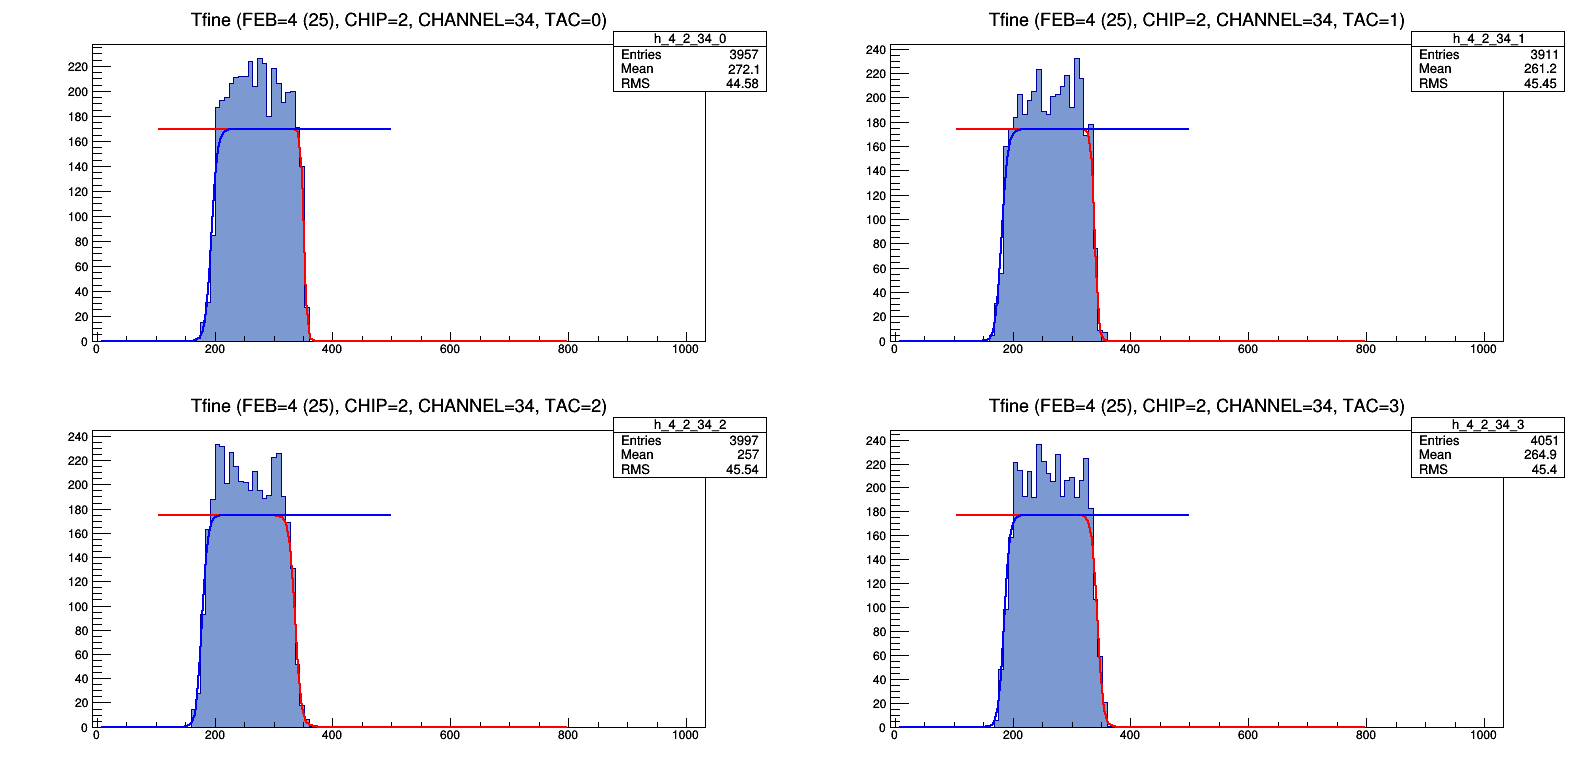 Tfine (FEB=4 (25), CHIP=2, CHANNEL=34, TAC=0)
h_4_2_34_0
Entries 3957
Mean 272.1
RMS 44.58
220
200
180
160
140
120
100
80
60
40
20
0
0 200 400 600 800 1000
Tfine (FEB=4 (25), CHIP=2, CHANNEL=34, TAC=1)
h_4_2_34_1
Entries 3911
Mean 261.2
RMS 45.45
240
220
200
180
160
140
120
100
80
60
40
20
0
0 200 400 600 800 1000
Tfine (FEB=4 (25), CHIP=2, CHANNEL=34, TAC=2)
h_4_2_34_2
Entries 3997
Mean 257
RMS 45.54
240
220
200
180
160
140
120
100
80
60
40
20
0
0 200 400 600 800 1000
Tfine (FEB=4 (25), CHIP=2, CHANNEL=34, TAC=3)
h_4_2_34_3
Entries 4051
Mean 264.9
RMS 45.4
240
220
200
180
160
140
120
100
80
60
40
20
0
0 200 400 600 800 1000